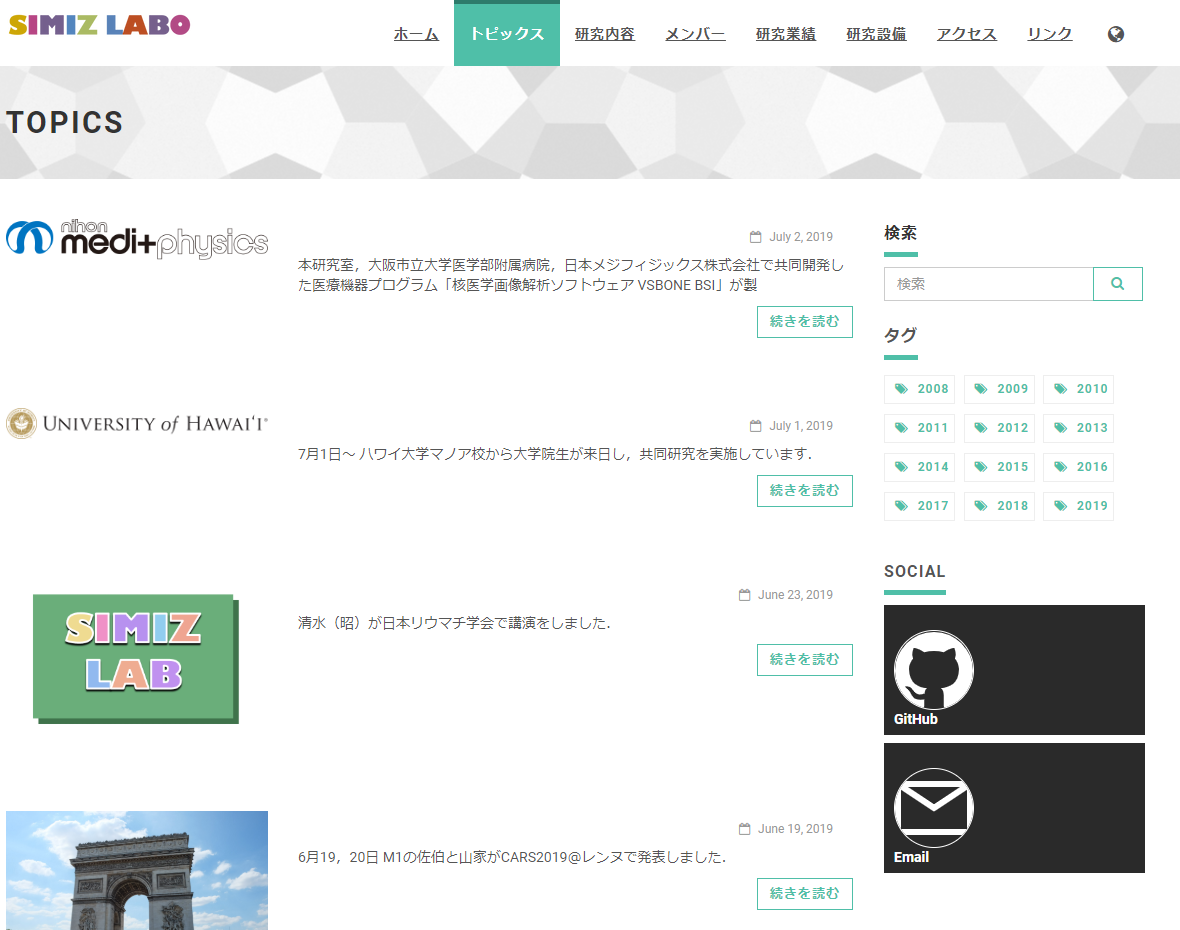 SIMIZ LABO
ホーム
トピックス
研究内容
メンバー
研究業績
研究設備
アクセス
リンク
TOPICS
nihon
medi+physics
July 2, 2019
本研究室，大阪市立大学医学部附属病院，日本メジフィジックス株式会社で共同開発し
た医療機器プログラム「核医学画像解析ソフトウェア VSBONE BSI」が製
続きを読む
UNIVERSITY of HAWAI‘I®
July 1, 2019
7月1日～ ハワイ大学マノア校から大学院生が来日し，共同研究を実施しています．
続きを読む
SIMIZ
LAB
June 23, 2019
清水（昭）が日本リウマチ学会で講演をしました．
続きを読む
June 19, 2019
6月19，20日 M1の佐伯と山家がCARS2019＠レンヌで発表しました．
続きを読む
検索
検索
タグ
2008
2009
2010
2011
2012
2013
2014
2015
2016
2017
2018
2019
SOCIAL
GitHub
Email